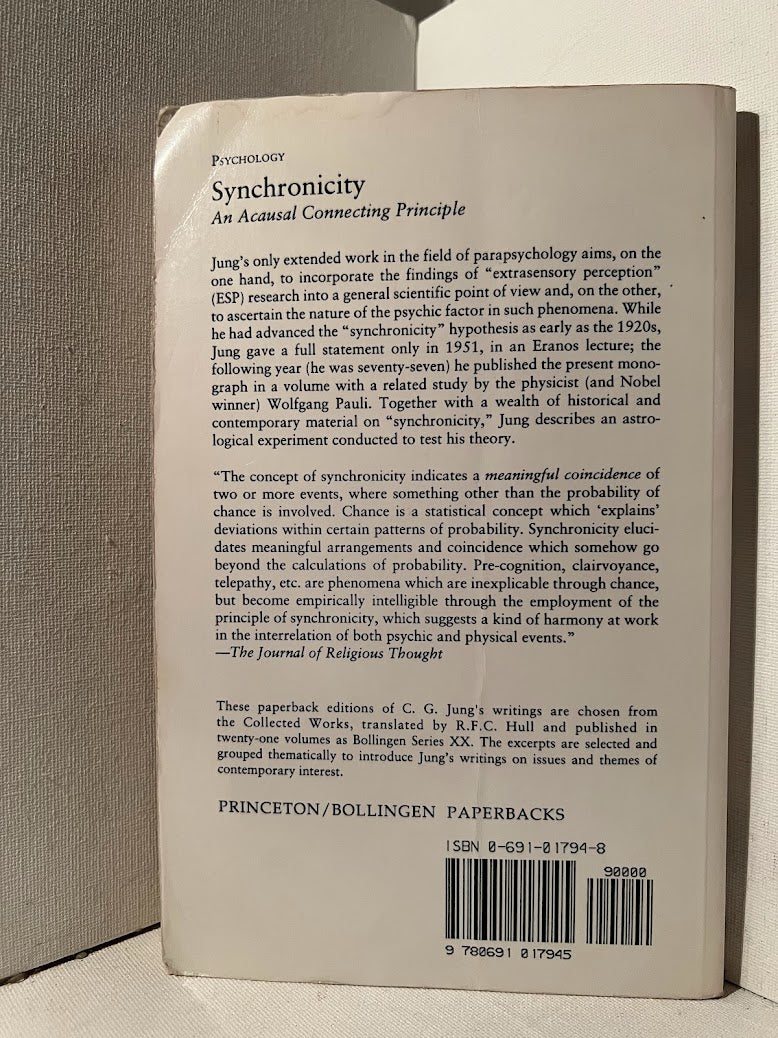 PSYCHOLOGY
Synchronicity
An Acausal Connecting Principle
Jung's only extended work in the field of parapsychology aims, on the
one hand, to incorporate the findings of “extrasensory perception”
(ESP) research into a general scientific point of view and, on the other,
to ascertain the nature of the psychic factor in such phenomena. While
he had advanced the “synchronicity” hypothesis as early as the 1920s,
Jung gave a full statement only in 1951, in an Eranos lecture; the
following year (he was seventy-seven) he published the present mono-
graph in a volume with a related study by the physicist (and Nobel
winner) Wolfgang Pauli. Together with a wealth of historical and
contemporary material on “synchronicity,” Jung describes an astro-
logical experiment conducted to test his theory.
“The concept of synchronicity indicates a meaningful coincidence of
two or more events, where something other than the probability of
chance is involved. Chance is a statistical concept which ‘explains’
deviations within certain patterns of probability. Synchronicity eluci-
dates meaningful arrangements and coincidence which somehow go
beyond the calculations of probability. Pre-cognition, clairvoyance,
telepathy, etc. are phenomena which are inexplicable through chance,
but become empirically intelligible through the employment of the
principle of synchronicity, which suggests a kind of harmony at work
in the interrelation of both psychic and physical events.”
—The Journal of Religious Thought
These paperback editions of C. G. Jung's writings are chosen from
the Collected Works, translated by R.F.C. Hull and published in
twenty-one volumes as Bollingen Series XX. The excerpts are selected and
grouped thematically to introduce Jung's writings on issues and themes of
contemporary interest.
PRINCETON/BOLLINGEN PAPERBACKS
ISBN 0-691-01794-8
90000
9 780691 017945